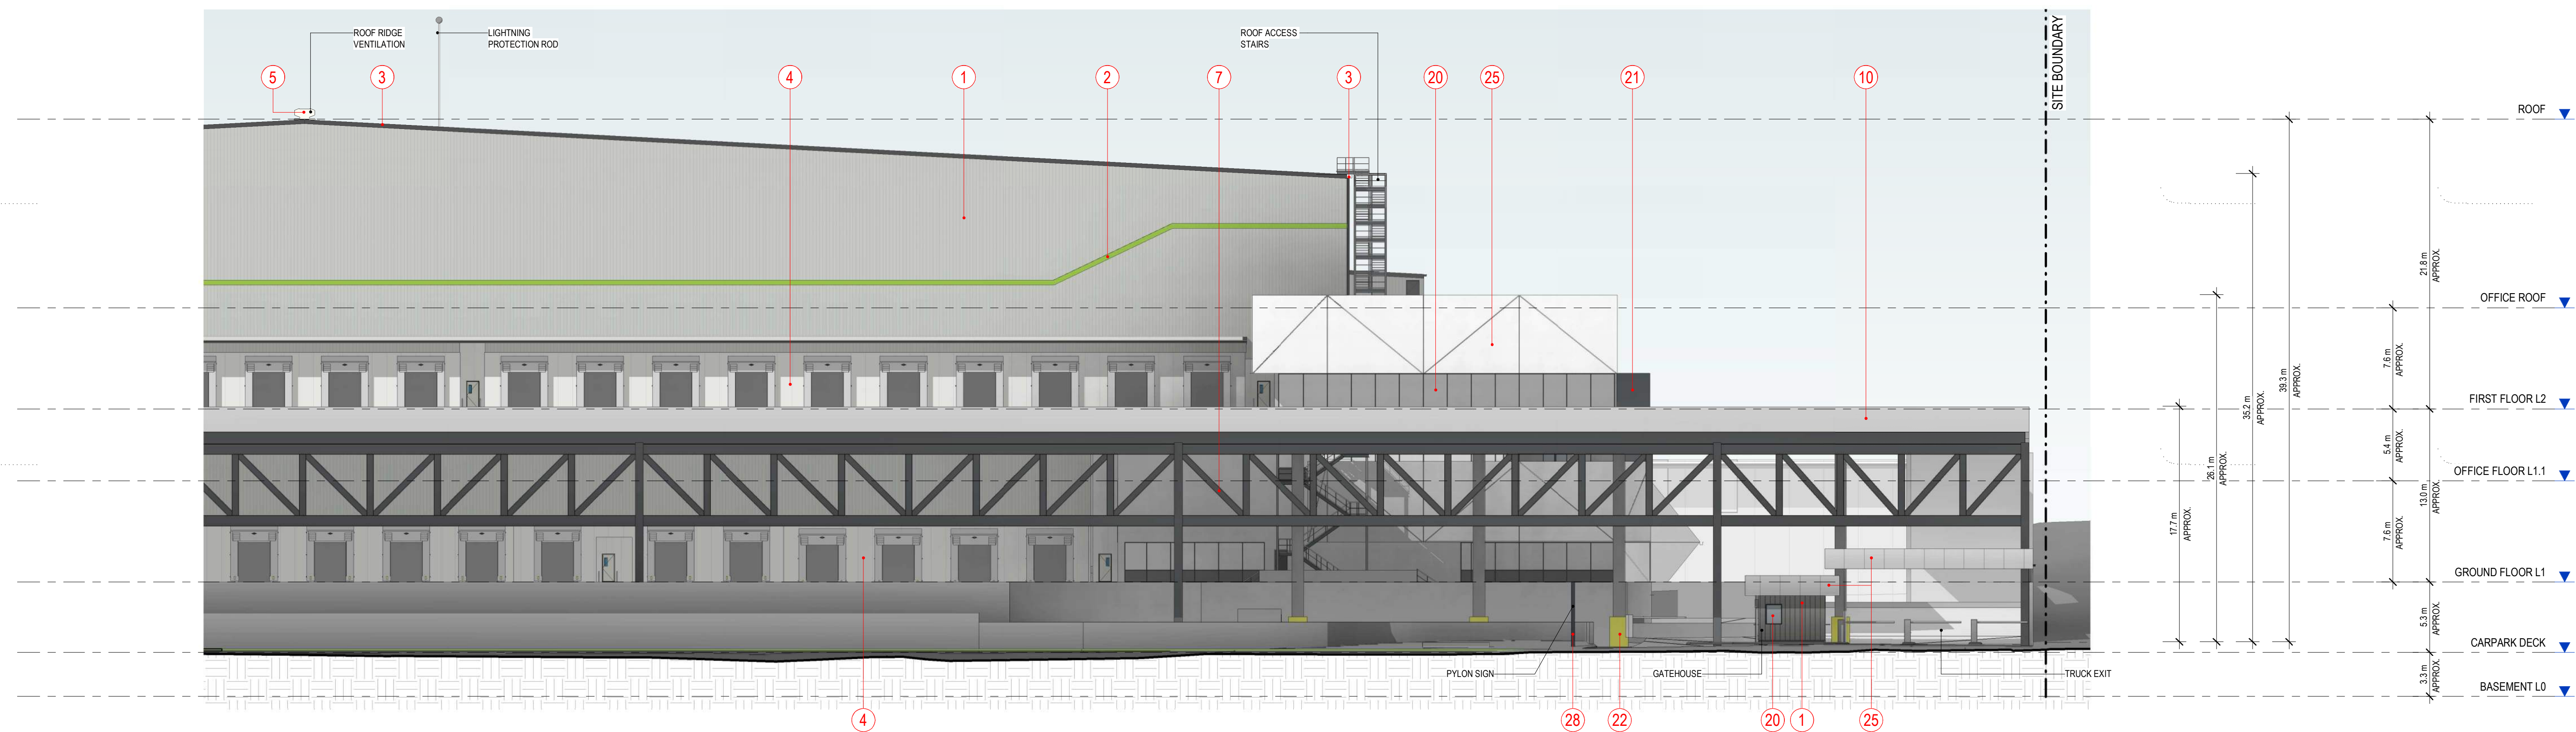 ROOF RIDGE
VENTILATION
LIGHTNING
PROTECTION ROD
ROOF ACCESS
STAIRS
SITE BOUNDARY
5
3
4
1
2
7
3
20
25
21
10
ROOF
21.8 m
APPROX.
39.3 m
APPROX.
35.2 m
APPROX.
26.1 m
APPROX.
17.7 m
APPROX.
OFFICE ROOF
7.6 m
APPROX.
FIRST FLOOR L2
5.4 m
APPROX.
OFFICE FLOOR L1.1
13.0 m
APPROX.
7.6 m
APPROX.
GROUND FLOOR L1
5.3 m
APPROX.
CARPARK DECK
3.3 m
APPROX.
BASEMENT L0
PYLON SIGN
GATEHOUSE
TRUCK EXIT
4
28
22
20
1
25